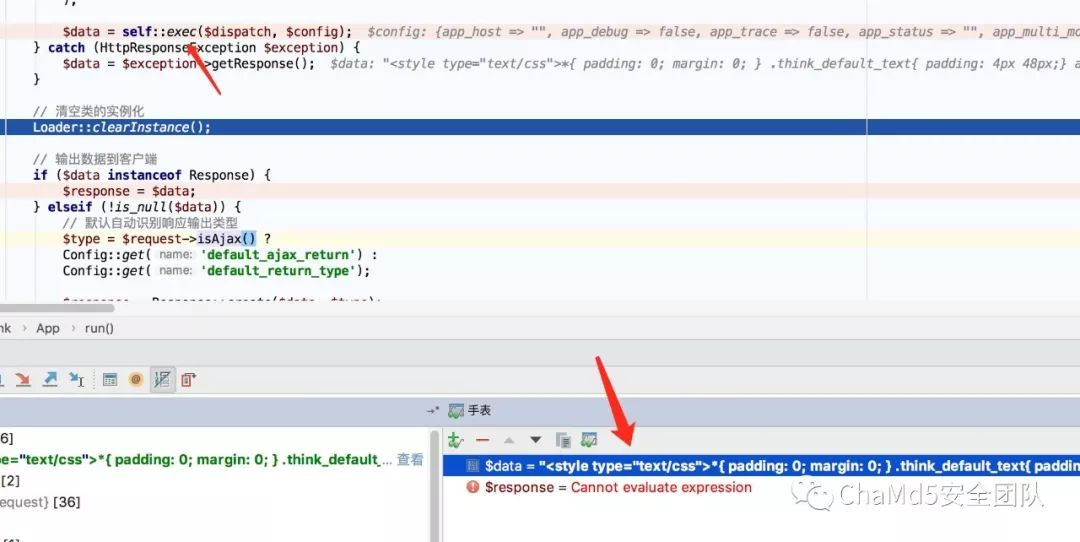 );
$data = self::exec($dispatch, $config);  $config: {app_host => "", app_debug => false, app_trace => false, app_status => "", app_multi_mo
} catch (HttpResponseException $exception) {
$data = $exception->getResponse();  $data: "<style type="text/css">*{ padding: 0; margin: 0; } .think_default_text{ padding: 4px 48px;} a
}
// 清空类的实例化
Loader::clearInstance();
// 输出数据到客户端
if ($data instanceof Response) {
$response = $data;
} elseif (!is_null($data)) {
// 默认自动识别响应输出类型
$type = $request->isAjax() ?
Config::get( name: 'default_ajax_return') :
Config::get( name: 'default_return_type');
$response = Response::create($data, $type);
nk > App > run()
手表
6]
pe="text/css">*{ padding: 0; margin: 0; } .think_default_... 查看
[2]
equest} [36]
$data = "<style type="text/css">*{ padding: 0; margin: 0; } .think_default_text{ paddin
$response = Cannot evaluate expression
ChaMd5安全团队